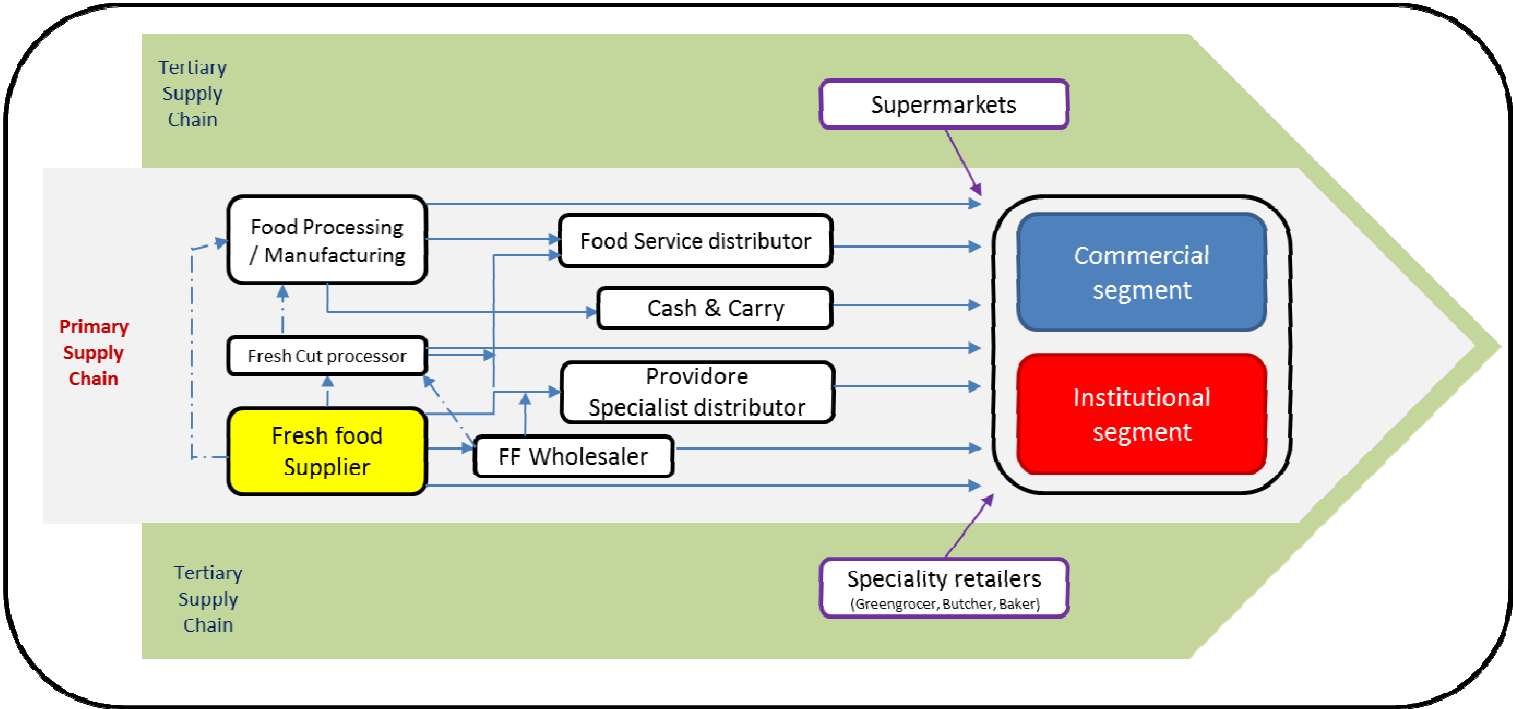 Tertiary
Supply
Chain
Supermarkets
Food Processing
/ Manufacturing
Food Service distributor
Cash & Carry
Commercial
segment
Primary
Supply
Chain
Fresh Cut processor
Providore
Specialist distributor
Institutional
segment
Fresh food
Supplier
FF Wholesaler
Tertiary
Supply
Chain
Speciality retailers
(Greengrocer, Butcher, Baker)